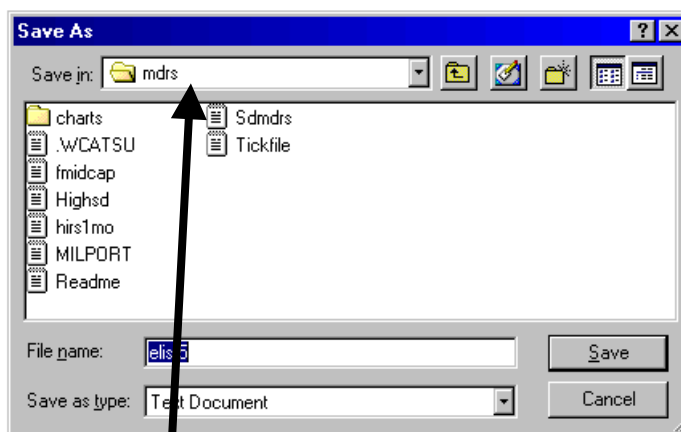 Save As
Save in: mdrs
charts
.WCATSU
fmidcap
Highsd
hirs1mo
MILPORT
Readme
Sdmdrs
Tickfile
File name:
Save
Save as type: Text Document
Cancel